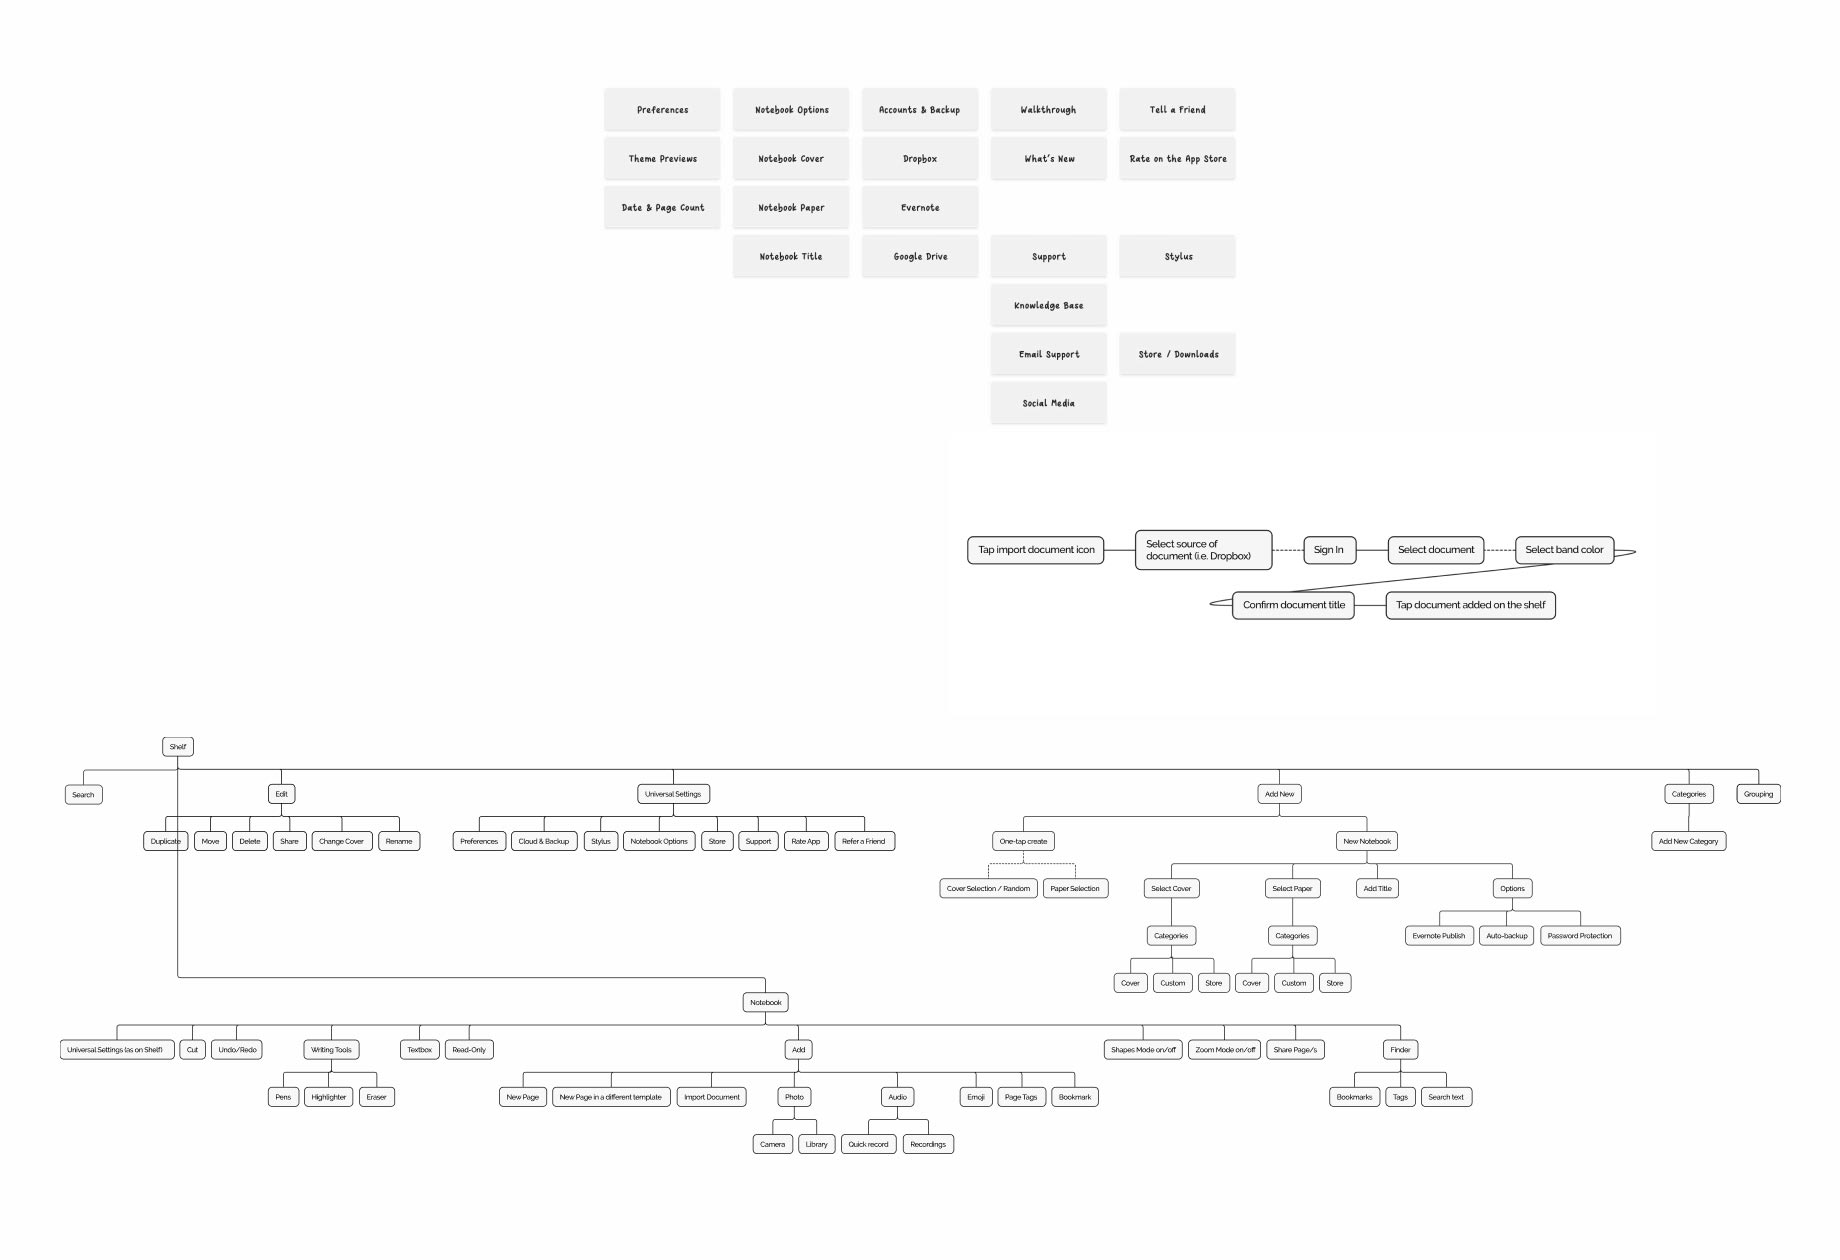 Preferences
Notebook Options
Accounts & Backup
Walkthrough
Tell a Friend
Theme Previews
Notebook Cover
Dropbox
What's New
Rate on the App Store
Date & Page Count
Notebook Paper
Evernote
Notebook Title
Google Drive
Support
Stylus
Knowledge Base
Email Support
Store / Downloads
Social Media
Tap import document icon
Select source of
document (i.e. Dropbox)
Sign In
Select document
Select band color
Confirm document title
Tap document added on the shelf
Shelf
Search
Edit
Universal Settings
Add New
Categories
Grouping
Duplicate
Move
Delete
Share
Change Cover
Rename
Preferences
Cloud & Backup
Stylus
Notebook Options
Store
Support
Rate App
Refer a Friend
One-tap create
New Notebook
Add New Category
Cover Selection / Random
Paper Selection
Select Cover
Select Paper
Add Title
Options
Categories
Categories
Evernote Publish
Auto-backup
Password Protection
Cover
Custom
Store
Cover
Custom
Store
Notebook
Universal Settings (as on Shelf)
Cut
Undo/Redo
Writing Tools
Textbox
Read-Only
Add
Shapes Mode on/off
Zoom Mode on/off
Share Page/s
Finder
Pens
Highlighter
Eraser
New Page
New Page in a different template
Import Document
Photo
Audio
Emoji
Page Tags
Bookmark
Bookmarks
Tags
Search text
Camera
Library
Quick record
Recordings